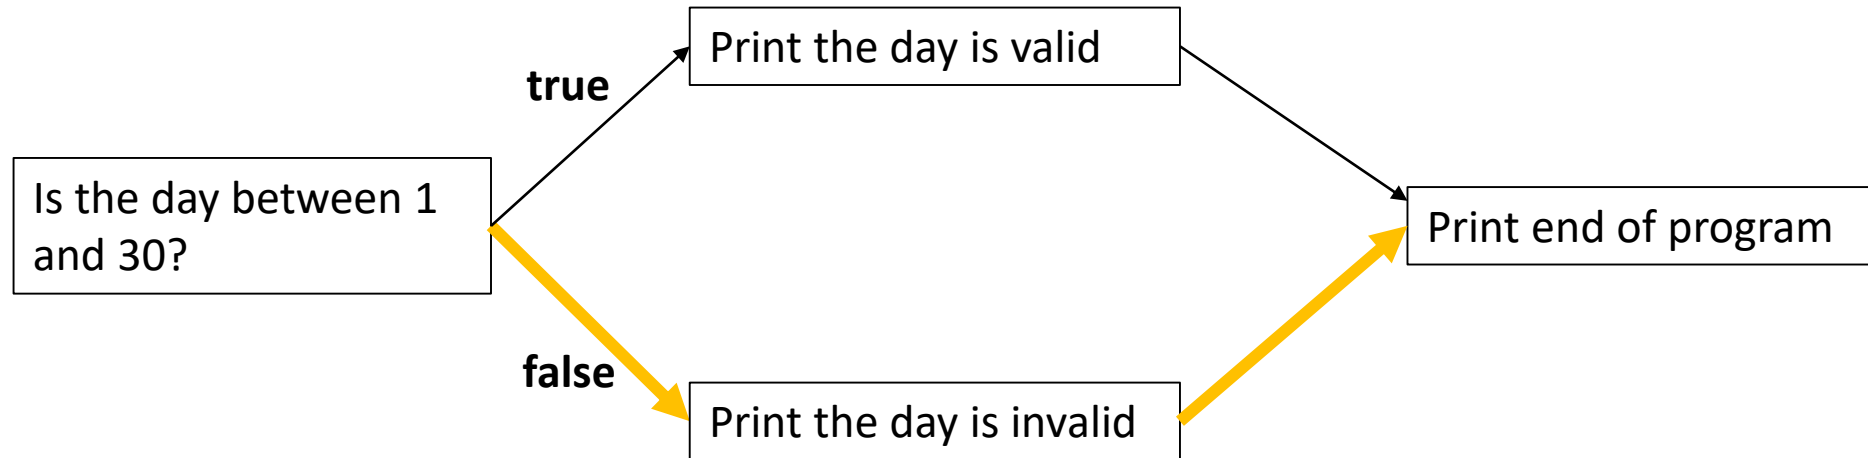 Print the day is valid
true
Is the day between 1
and 30?
Print end of program
false
Print the day is invalid